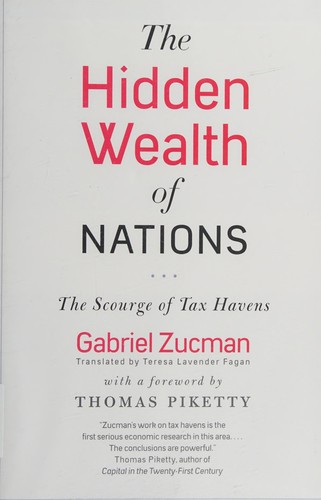 The
Hidden
Wealth
of
NATIONS
...
The Scourge of Tax Havens
Gabriel Zucman
Translated by Teresa Lavender Fagan
with a foreword by
THOMAS PIKETTY
"Zucman's work on tax havens is the
first serious economic research in this area. . . .
The conclusions are powerful."
Thomas Piketty, author of
Capital in the Twenty-First Century